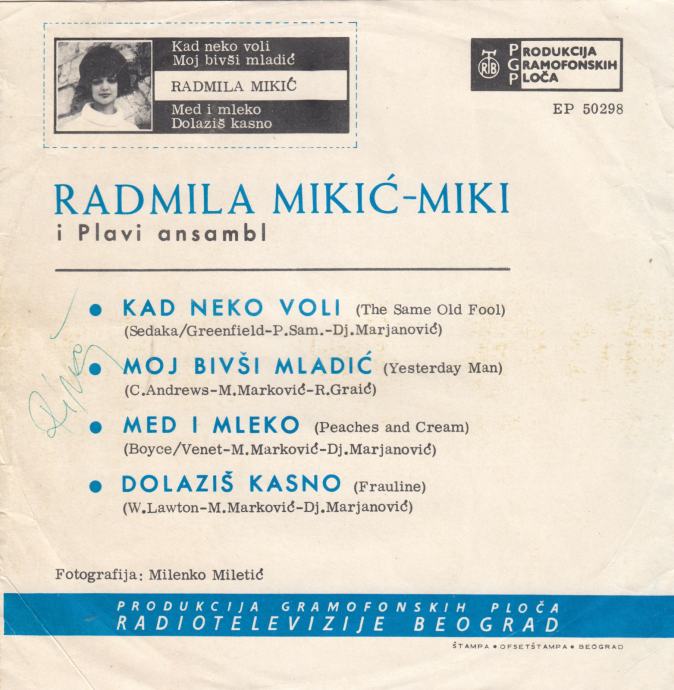 Kad neko voli
Moj bivši mladić
RADMILA MIKIĆ
Med i mleko
Dolaziš kasno
RTB
PRODUKCIJA
GRAMOFONSKIH
PLOČA
EP 50298
RADMILA MIKIĆ-MIKI
i Plavi ansambl
• KAD NEKO VOLI (The Same Old Fool)
(Sedaka/Greenfield-P.Sam.-Dj.Marjanović)
• MOJ BIVŠI MLADIĆ (Yesterday Man)
(C.Andrews-M.Marković-R.Graić)
• MED I MLEKO (Peaches and Cream)
(Boyce/Venet-M.Marković-Dj.Marjanović)
• DOLAZIŠ KASNO (Frauline)
(W.Lawton-M.Marković-Dj.Marjanović)
Fotografija: Milenko Miletić
PRODUKCIJA GRAMOFONSKIH PLOČA
RADIOTELEVIZIJE BEOGRAD
ŠTAMPA • OFSETŠTAMPA • BEOGRAD